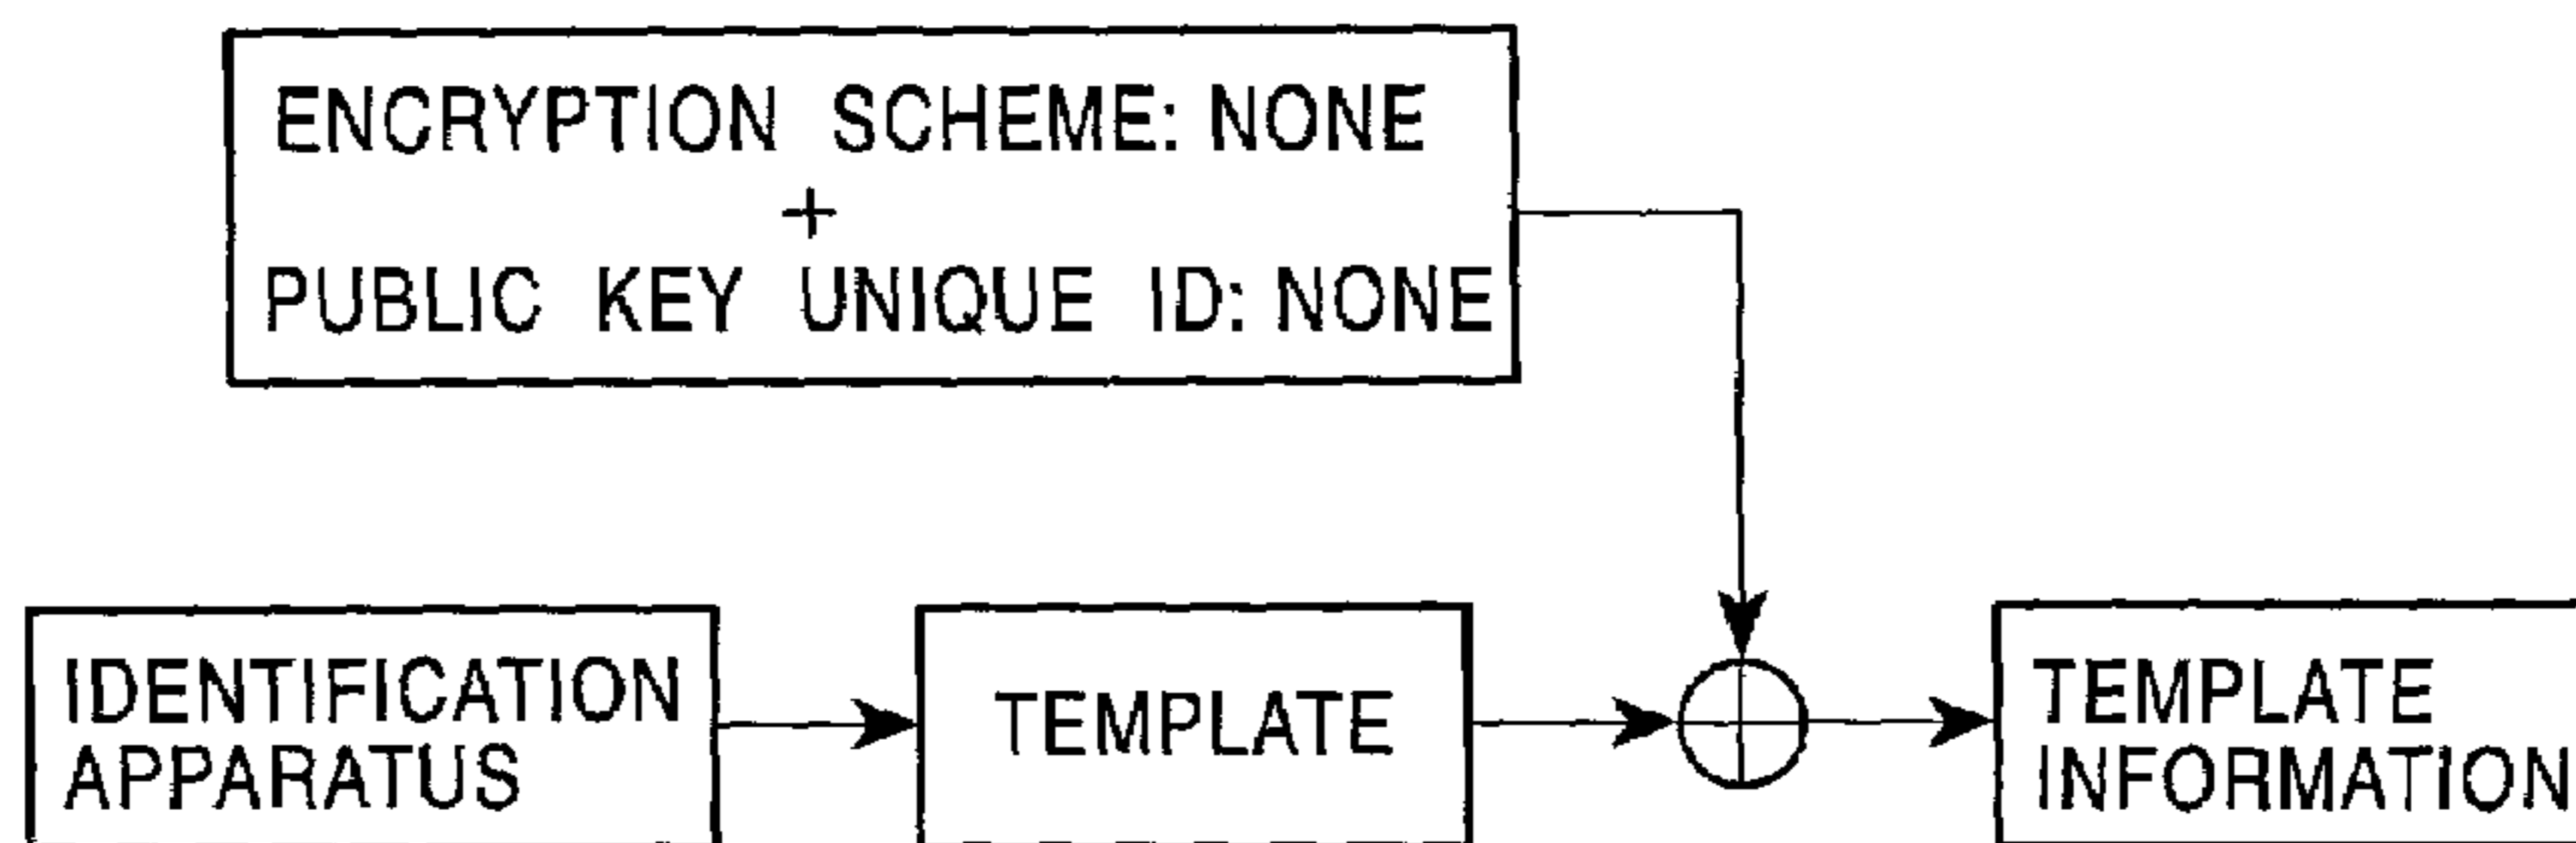 ENCRYPTION SCHEME: NONE
+
PUBLIC KEY UNIQUE ID: NONE
IDENTIFICATION
APPARATUS
TEMPLATE
TEMPLATE
INFORMATION